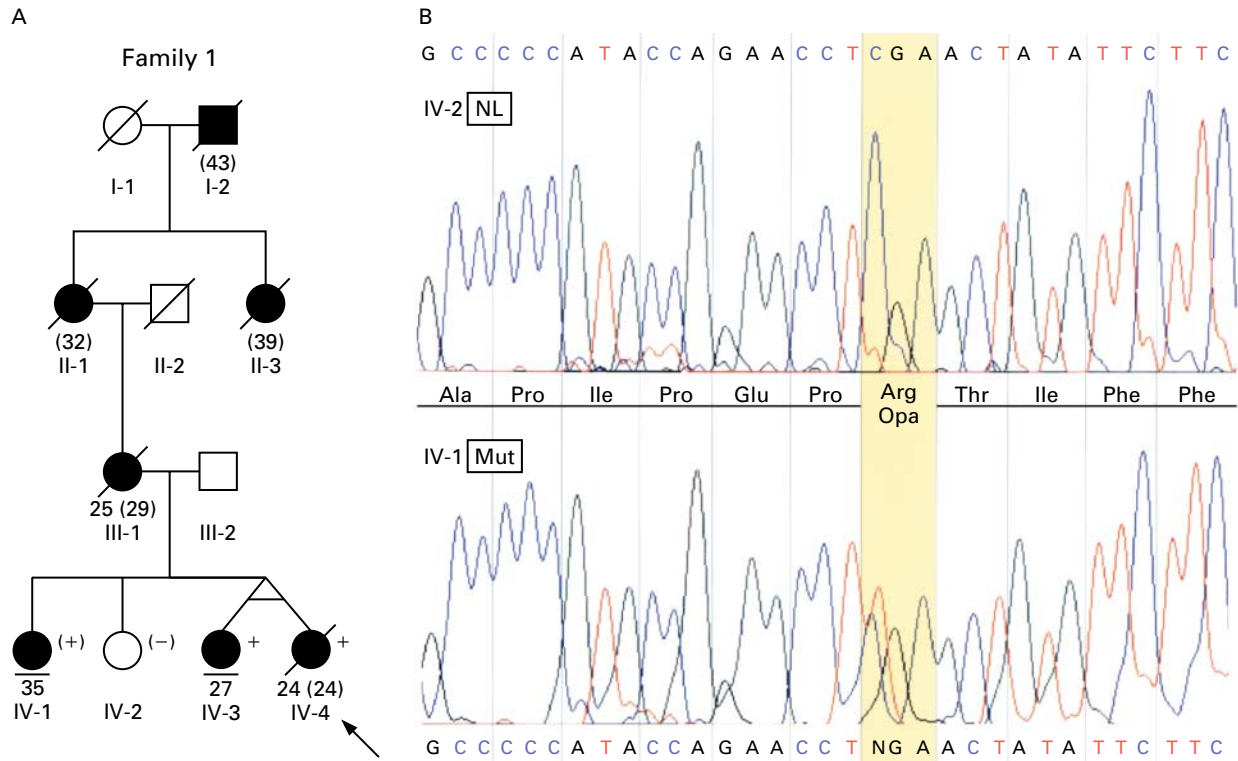 A
Family 1
(43)
I-1 I-2
(32) (39)
II-1 II-2 II-3
25 (29)
III-1 III-2
(+) (−) + +
35 27 24 (24)
IV-1 IV-2 IV-3 IV-4
B
G C C C C C A T A C C A G A A C C T C G A A C T A T A T T C T T C
IV-2 NL
Ala Pro Ile Pro Glu Pro Arg Thr Ile Phe Phe
Opa
IV-1 Mut
G C C C C C A T A C C A G A A C C T N G A A C T A T A T T C T T C